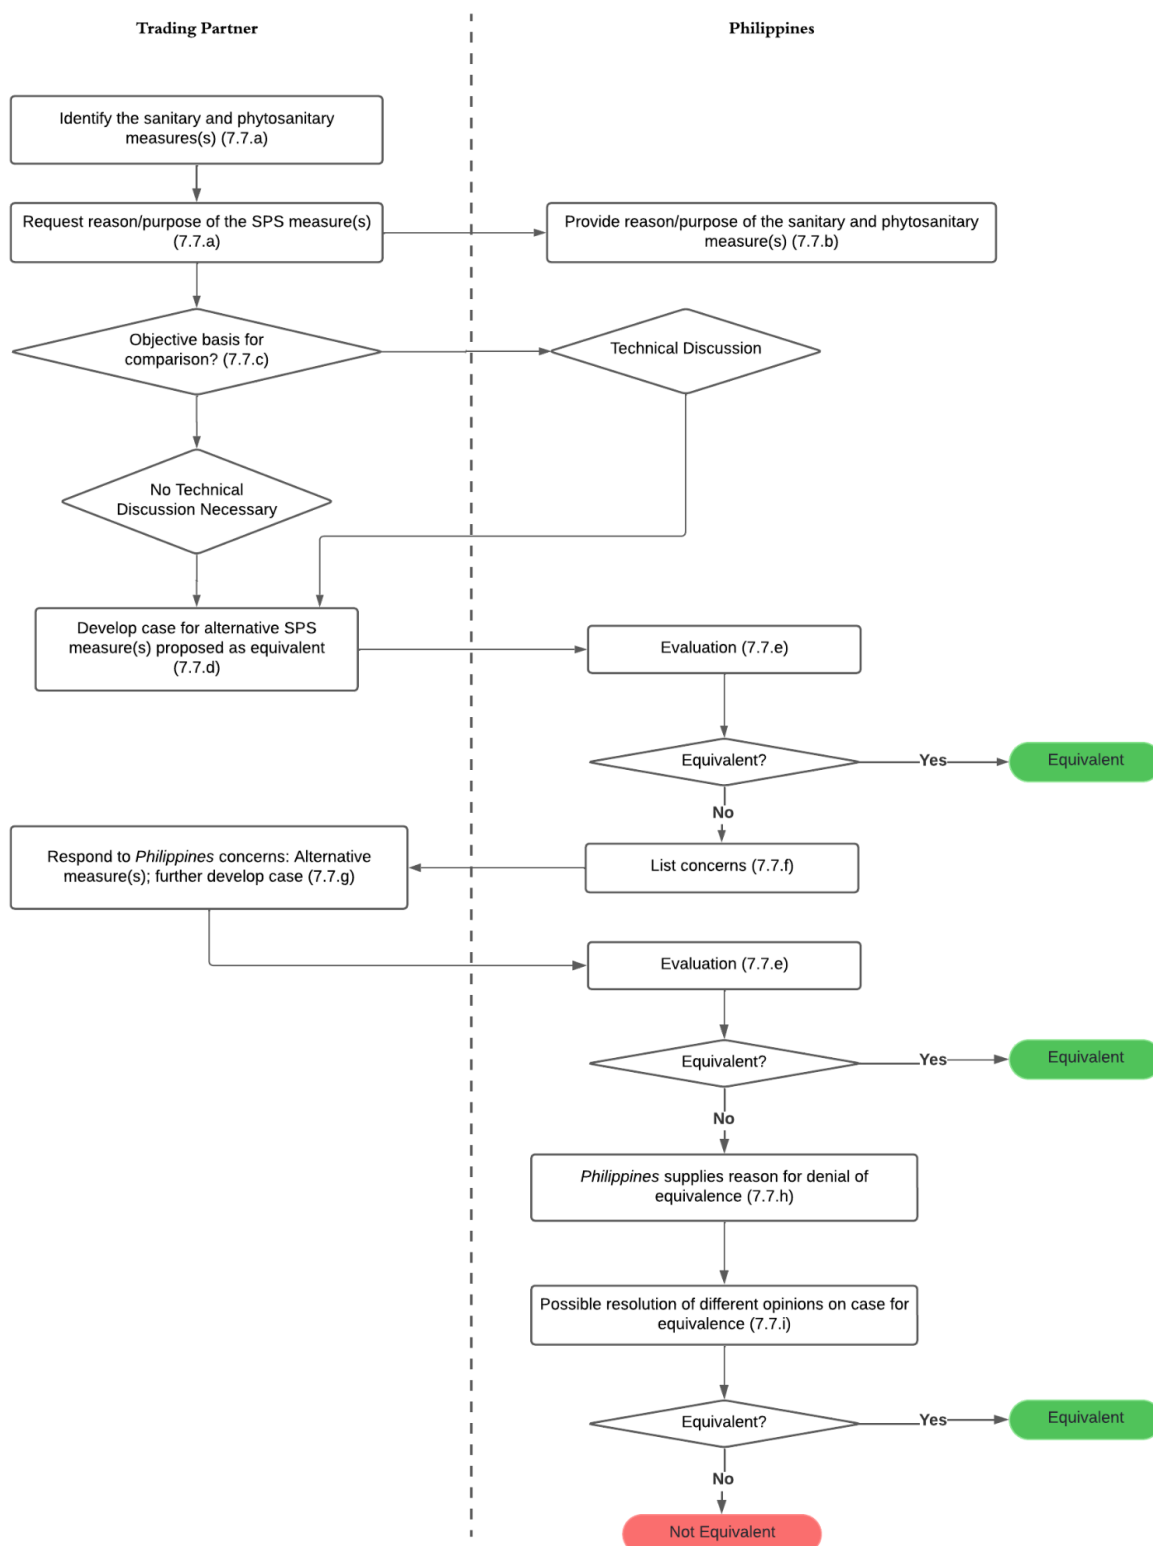 Trading Partner
Philippines
Identify the sanitary and phytosanitary
measures(s) (7.7.a)
Request reason/purpose of the SPS measure(s)
(7.7.a)
Provide reason/purpose of the sanitary and phytosanitary
measure(s) (7.7.b)
Objective basis for
comparison? (7.7.c)
Technical Discussion
No Technical
Discussion Necessary
Develop case for alternative SPS
measure(s) proposed as equivalent
(7.7.d)
Evaluation (7.7.e)
Equivalent?
Yes
Equivalent
No
List concerns (7.7.f)
Respond to Philippines concerns: Alternative
measure(s); further develop case (7.7.g)
Evaluation (7.7.e)
Equivalent?
Yes
Equivalent
No
Philippines supplies reason for denial of
equivalence (7.7.h)
Possible resolution of different opinions on case for
equivalence (7.7.i)
Equivalent?
Yes
Equivalent
No
Not Equivalent